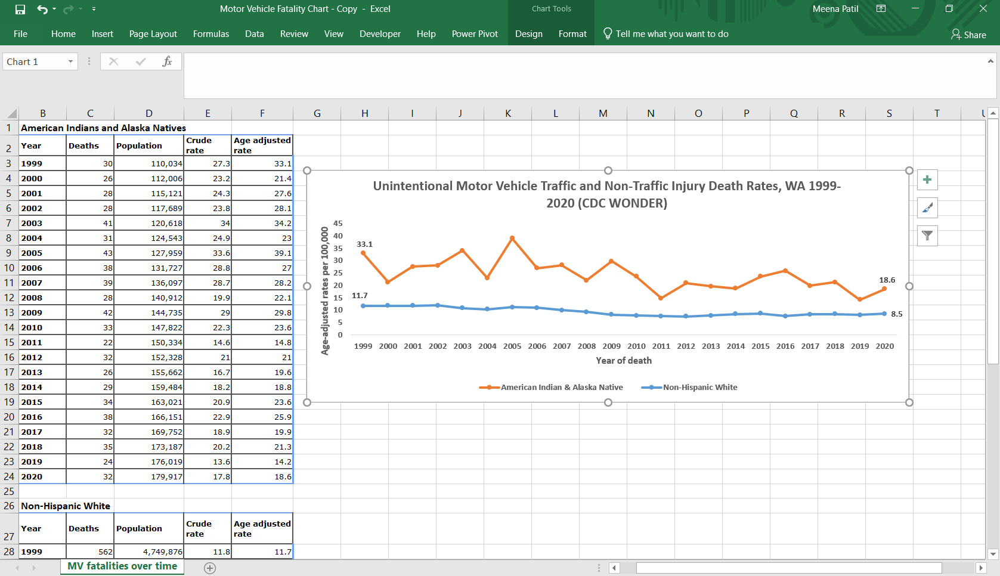 Motor Vehicle Fatality Chart - Copy - Excel
Chart Tools
Meena Patil
File Home Insert Page Layout Formulas Data Review View Developer Help Power Pivot Design Format Tell me what you want to do Share
Chart 1 fx
B C D E F G H I J K L M N O P Q R S T U
1 American Indians and Alaska Natives
2 Year Deaths Population Crude rate Age adjusted rate
3 1999 30 110,034 27.3 33.1
4 2000 26 112,006 23.2 21.4
5 2001 28 115,121 24.3 27.6
6 2002 28 117,689 23.8 28.1
7 2003 41 120,618 34 34.2
8 2004 31 124,543 24.9 23
9 2005 43 127,959 33.6 39.1
10 2006 38 131,727 28.8 27
11 2007 39 136,097 28.7 28.2
12 2008 28 140,912 19.9 22.1
13 2009 42 144,735 29 29.8
14 2010 33 147,822 22.3 23.6
15 2011 22 150,334 14.6 14.8
16 2012 32 152,328 21 21
17 2013 26 155,662 16.7 19.6
18 2014 29 159,484 18.2 18.8
19 2015 34 163,021 20.9 23.6
20 2016 38 166,151 22.9 25.9
21 2017 32 169,752 18.9 19.9
22 2018 35 173,187 20.2 21.3
23 2019 24 176,019 13.6 14.2
24 2020 32 179,917 17.8 18.6
25
26 Non-Hispanic White
27 Year Deaths Population Crude rate Age adjusted rate
28 1999 562 4,749,876 11.8 11.7
Unintentional Motor Vehicle Traffic and Non-Traffic Injury Death Rates, WA 1999-
2020 (CDC WONDER)
Age-adjusted rates per 100,000
45
40
35
30
25
20
15
10
5
0
33.1
11.7
18.6
8.5
1999 2000 2001 2002 2003 2004 2005 2006 2007 2008 2009 2010 2011 2012 2013 2014 2015 2016 2017 2018 2019 2020
Year of death
American Indian & Alaska Native Non-Hispanic White
MV fatalities over time